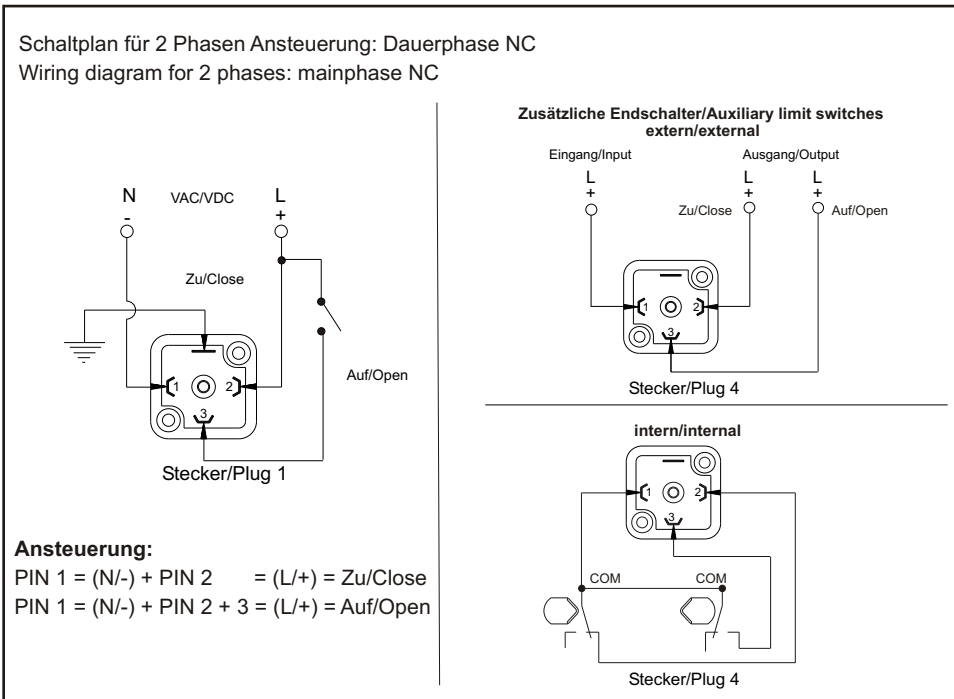 Schaltplan für 2 Phasen Ansteuerung: Dauerphase NC
Wiring diagram for 2 phases: mainphase NC
N
-
VAC/VDC
L
+
Zu/Close
Auf/Open
1
2
3
Stecker/Plug 1
Ansteuerung:
PIN 1 = (N/-) + PIN 2 = (L/+) = Zu/Close
PIN 1 = (N/-) + PIN 2 + 3 = (L/+) = Auf/Open
Zusätzliche Endschalter/Auxiliary limit switches
extern/external
Eingang/Input
Ausgang/Output
L
+
L
+
L
+
Zu/Close
Auf/Open
1
2
3
Stecker/Plug 4
intern/internal
1
2
3
COM
COM
Stecker/Plug 4